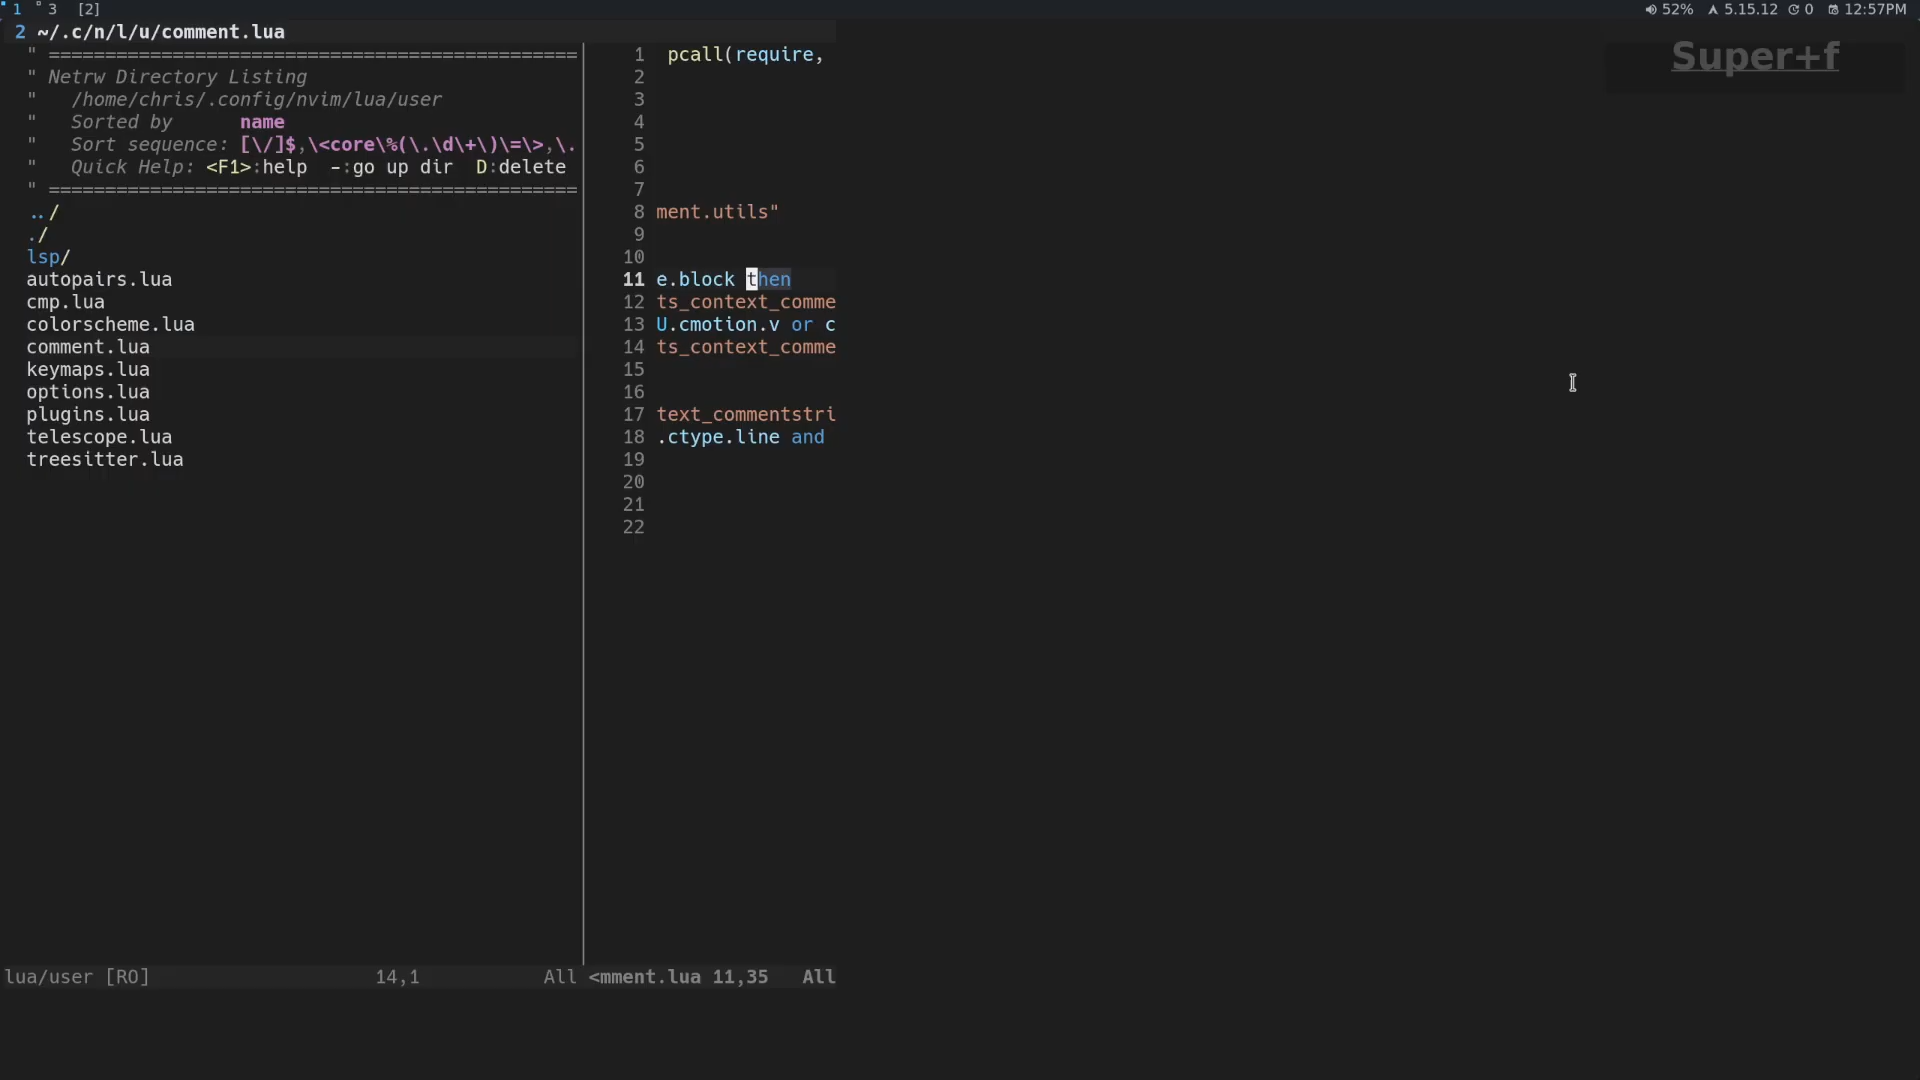 1 3 [2]
52% 5.15.12 0 12:57PM
2 ~/.c/n/l/u/comment.lua
Super+f
" ===============================================
" Netrw Directory Listing
"   /home/chris/.config/nvim/lua/user
"   Sorted by      name
"   Sort sequence: [\/]$,\<core\%(\.\d\+\)\=\>,\.
"   Quick Help: <F1>:help  -:go up dir  D:delete
" ===============================================
../
./
lsp/
autopairs.lua
cmp.lua
colorscheme.lua
comment.lua
keymaps.lua
options.lua
plugins.lua
telescope.lua
treesitter.lua
1 pcall(require,
2
3
4
5
6
7
8 ment.utils"
9
10
11 e.block then
12 ts_context_comme
13 U.cmotion.v or c
14 ts_context_comme
15
16
17 text_commentstri
18 .ctype.line and
19
20
21
22
lua/user [RO] 14,1 All <mment.lua 11,35 All